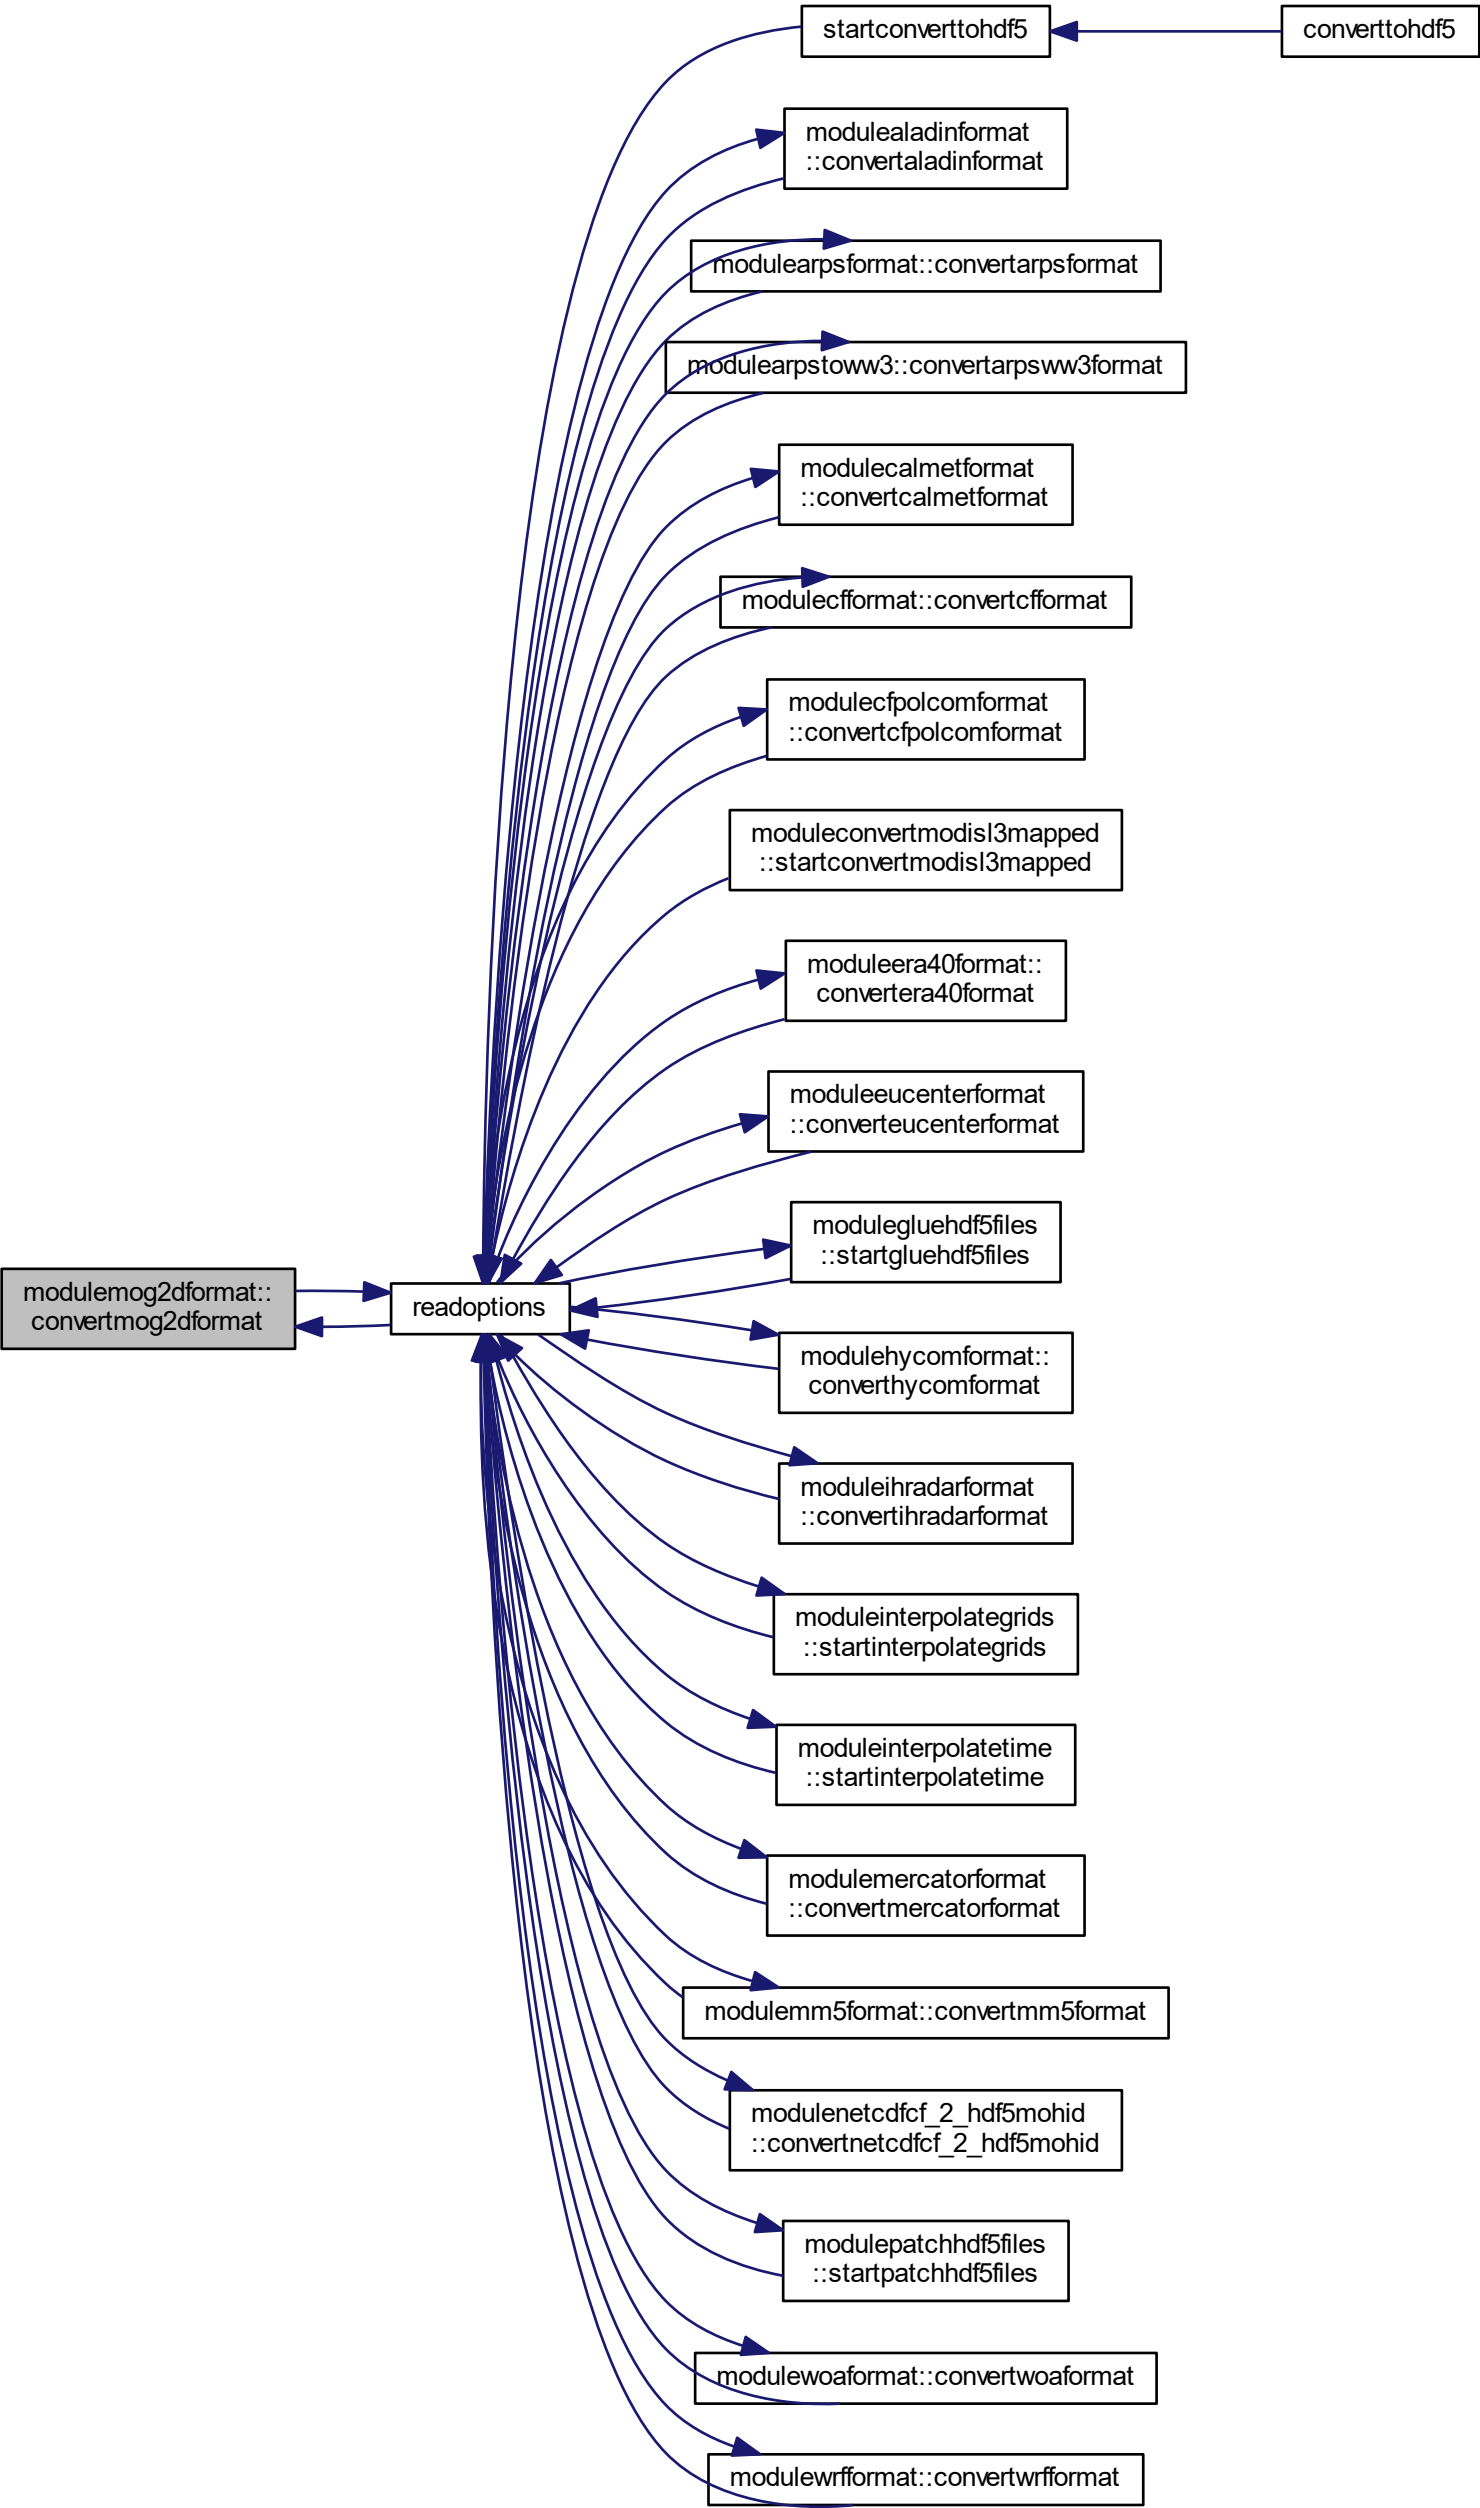 startconverttohdf5
converttohdf5
modulealadinformat
::convertaladinformat
modulearpsformat::convertarpsformat
modulearpstoww3::convertarpsww3format
modulecalmetformat
::convertcalmetformat
modulecfformat::convertcfformat
modulecfpolcomformat
::convertcfpolcomformat
moduleconvertmodisl3mapped
::startconvertmodisl3mapped
moduleera40format::
convertera40format
moduleeucenterformat
::converteucenterformat
modulegluehdf5files
::startgluehdf5files
modulemog2dformat::
convertmog2dformat
readoptions
modulehycomformat::
converthycomformat
moduleihradarformat
::convertihradarformat
moduleinterpolategrids
::startinterpolategrids
moduleinterpolatetime
::startinterpolatetime
modulemercatorformat
::convertmercatorformat
modulemm5format::convertmm5format
modulenetcdfcf_2_hdf5mohid
::convertnetcdfcf_2_hdf5mohid
modulepatchhdf5files
::startpatchhdf5files
modulewoaformat::convertwoaformat
modulewrfformat::convertwrfformat